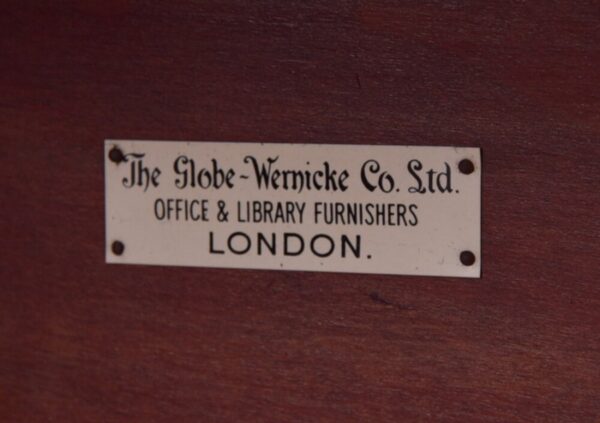 The Globe-Wernicke Co. Ltd.
OFFICE & LIBRARY FURNISHERS
LONDON.